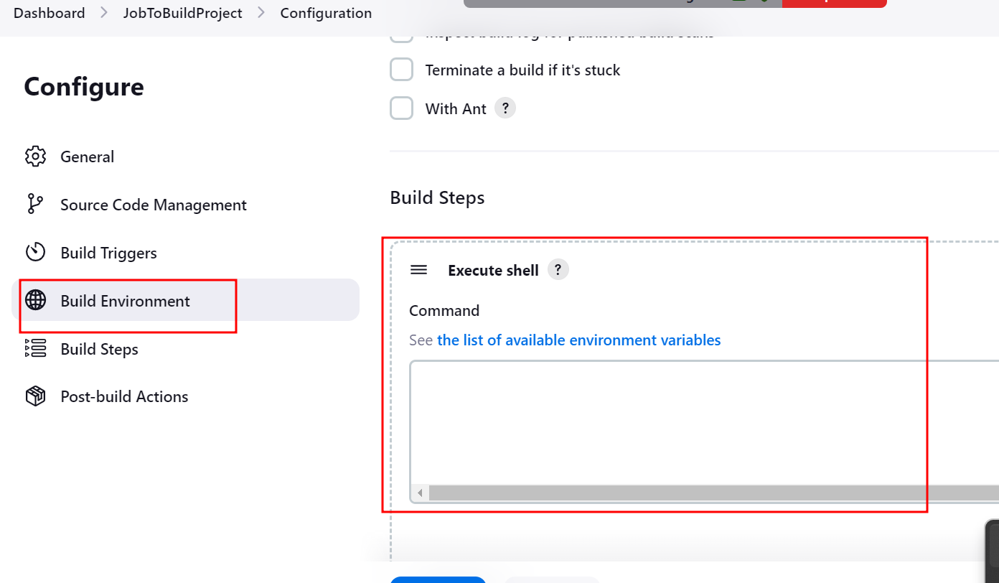 Dashboard > JobToBuildProject > Configuration
Terminate a build if it's stuck
With Ant ?
Configure
General
Source Code Management
Build Triggers
Build Environment
Build Steps
Post-build Actions
Build Steps
Execute shell ?
Command
See the list of available environment variables